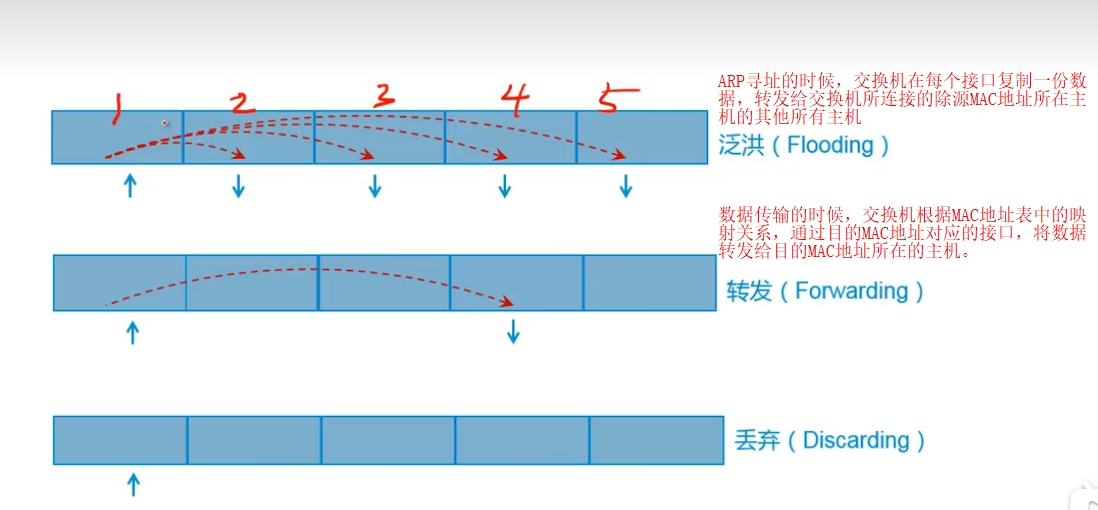 1 2 3 4 5
ARP寻址的时候，交换机在每个接口复制一份数
据，转发给交换机所连接的除源MAC地址所在主
机的其他所有主机
泛洪（Flooding）
数据传输的时候，交换机根据MAC地址表中的映
射关系，通过目的MAC地址对应的接口，将数据
转发给目的MAC地址所在的主机。
转发（Forwarding）
丢弃（Discarding）